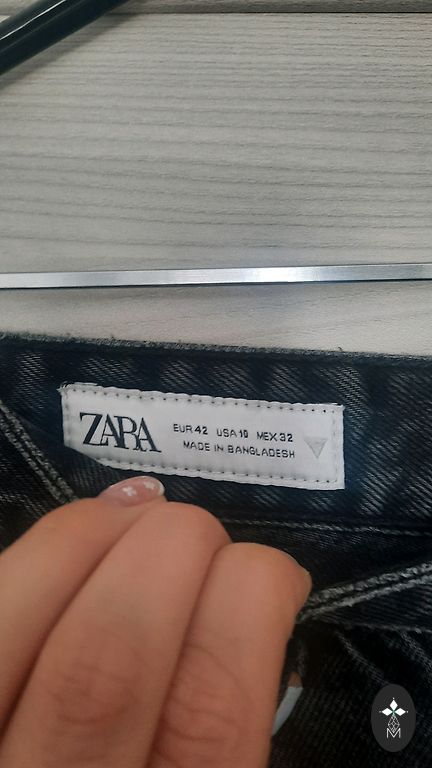 ZARA
EUR 42 USA 10 MEX 32
MADE IN BANGLADESH
M